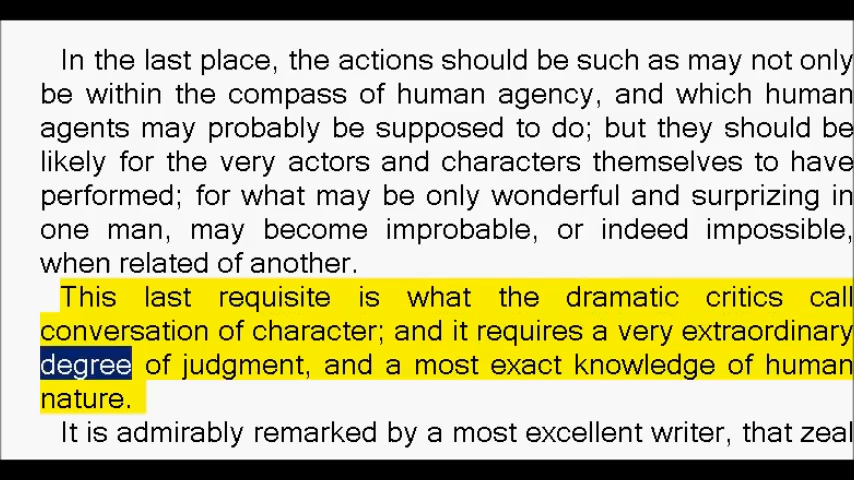 In the last place, the actions should be such as may not only
be within the compass of human agency, and which human
agents may probably be supposed to do; but they should be
likely for the very actors and characters themselves to have
performed; for what may be only wonderful and surprizing in
one man, may become improbable, or indeed impossible,
when related of another.
This last requisite is what the dramatic critics call
conversation of character; and it requires a very extraordinary
degree of judgment, and a most exact knowledge of human
nature.
It is admirably remarked by a most excellent writer, that zeal